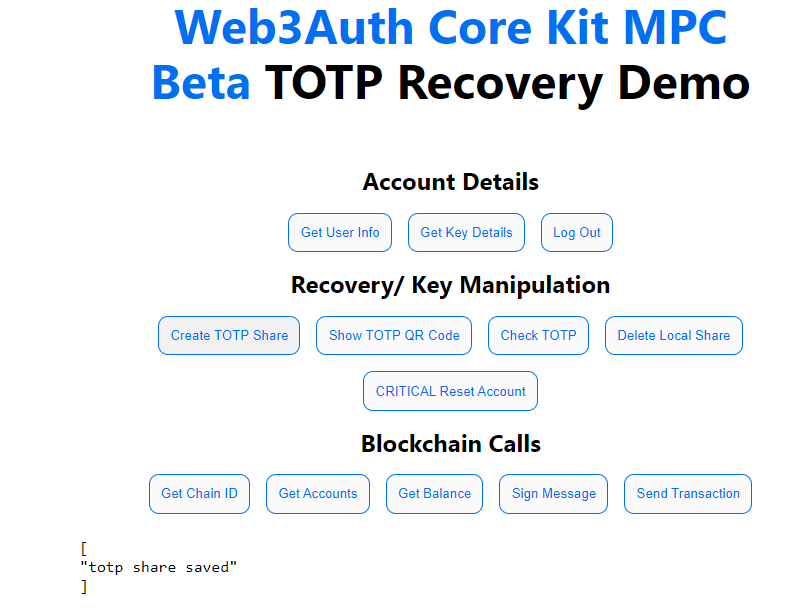 Web3Auth Core Kit MPC
Beta TOTP Recovery Demo
Account Details
Get User Info Get Key Details Log Out
Recovery/ Key Manipulation
Create TOTP Share Show TOTP QR Code Check TOTP Delete Local Share
CRITICAL Reset Account
Blockchain Calls
Get Chain ID Get Accounts Get Balance Sign Message Send Transaction
[
"totp share saved"
]